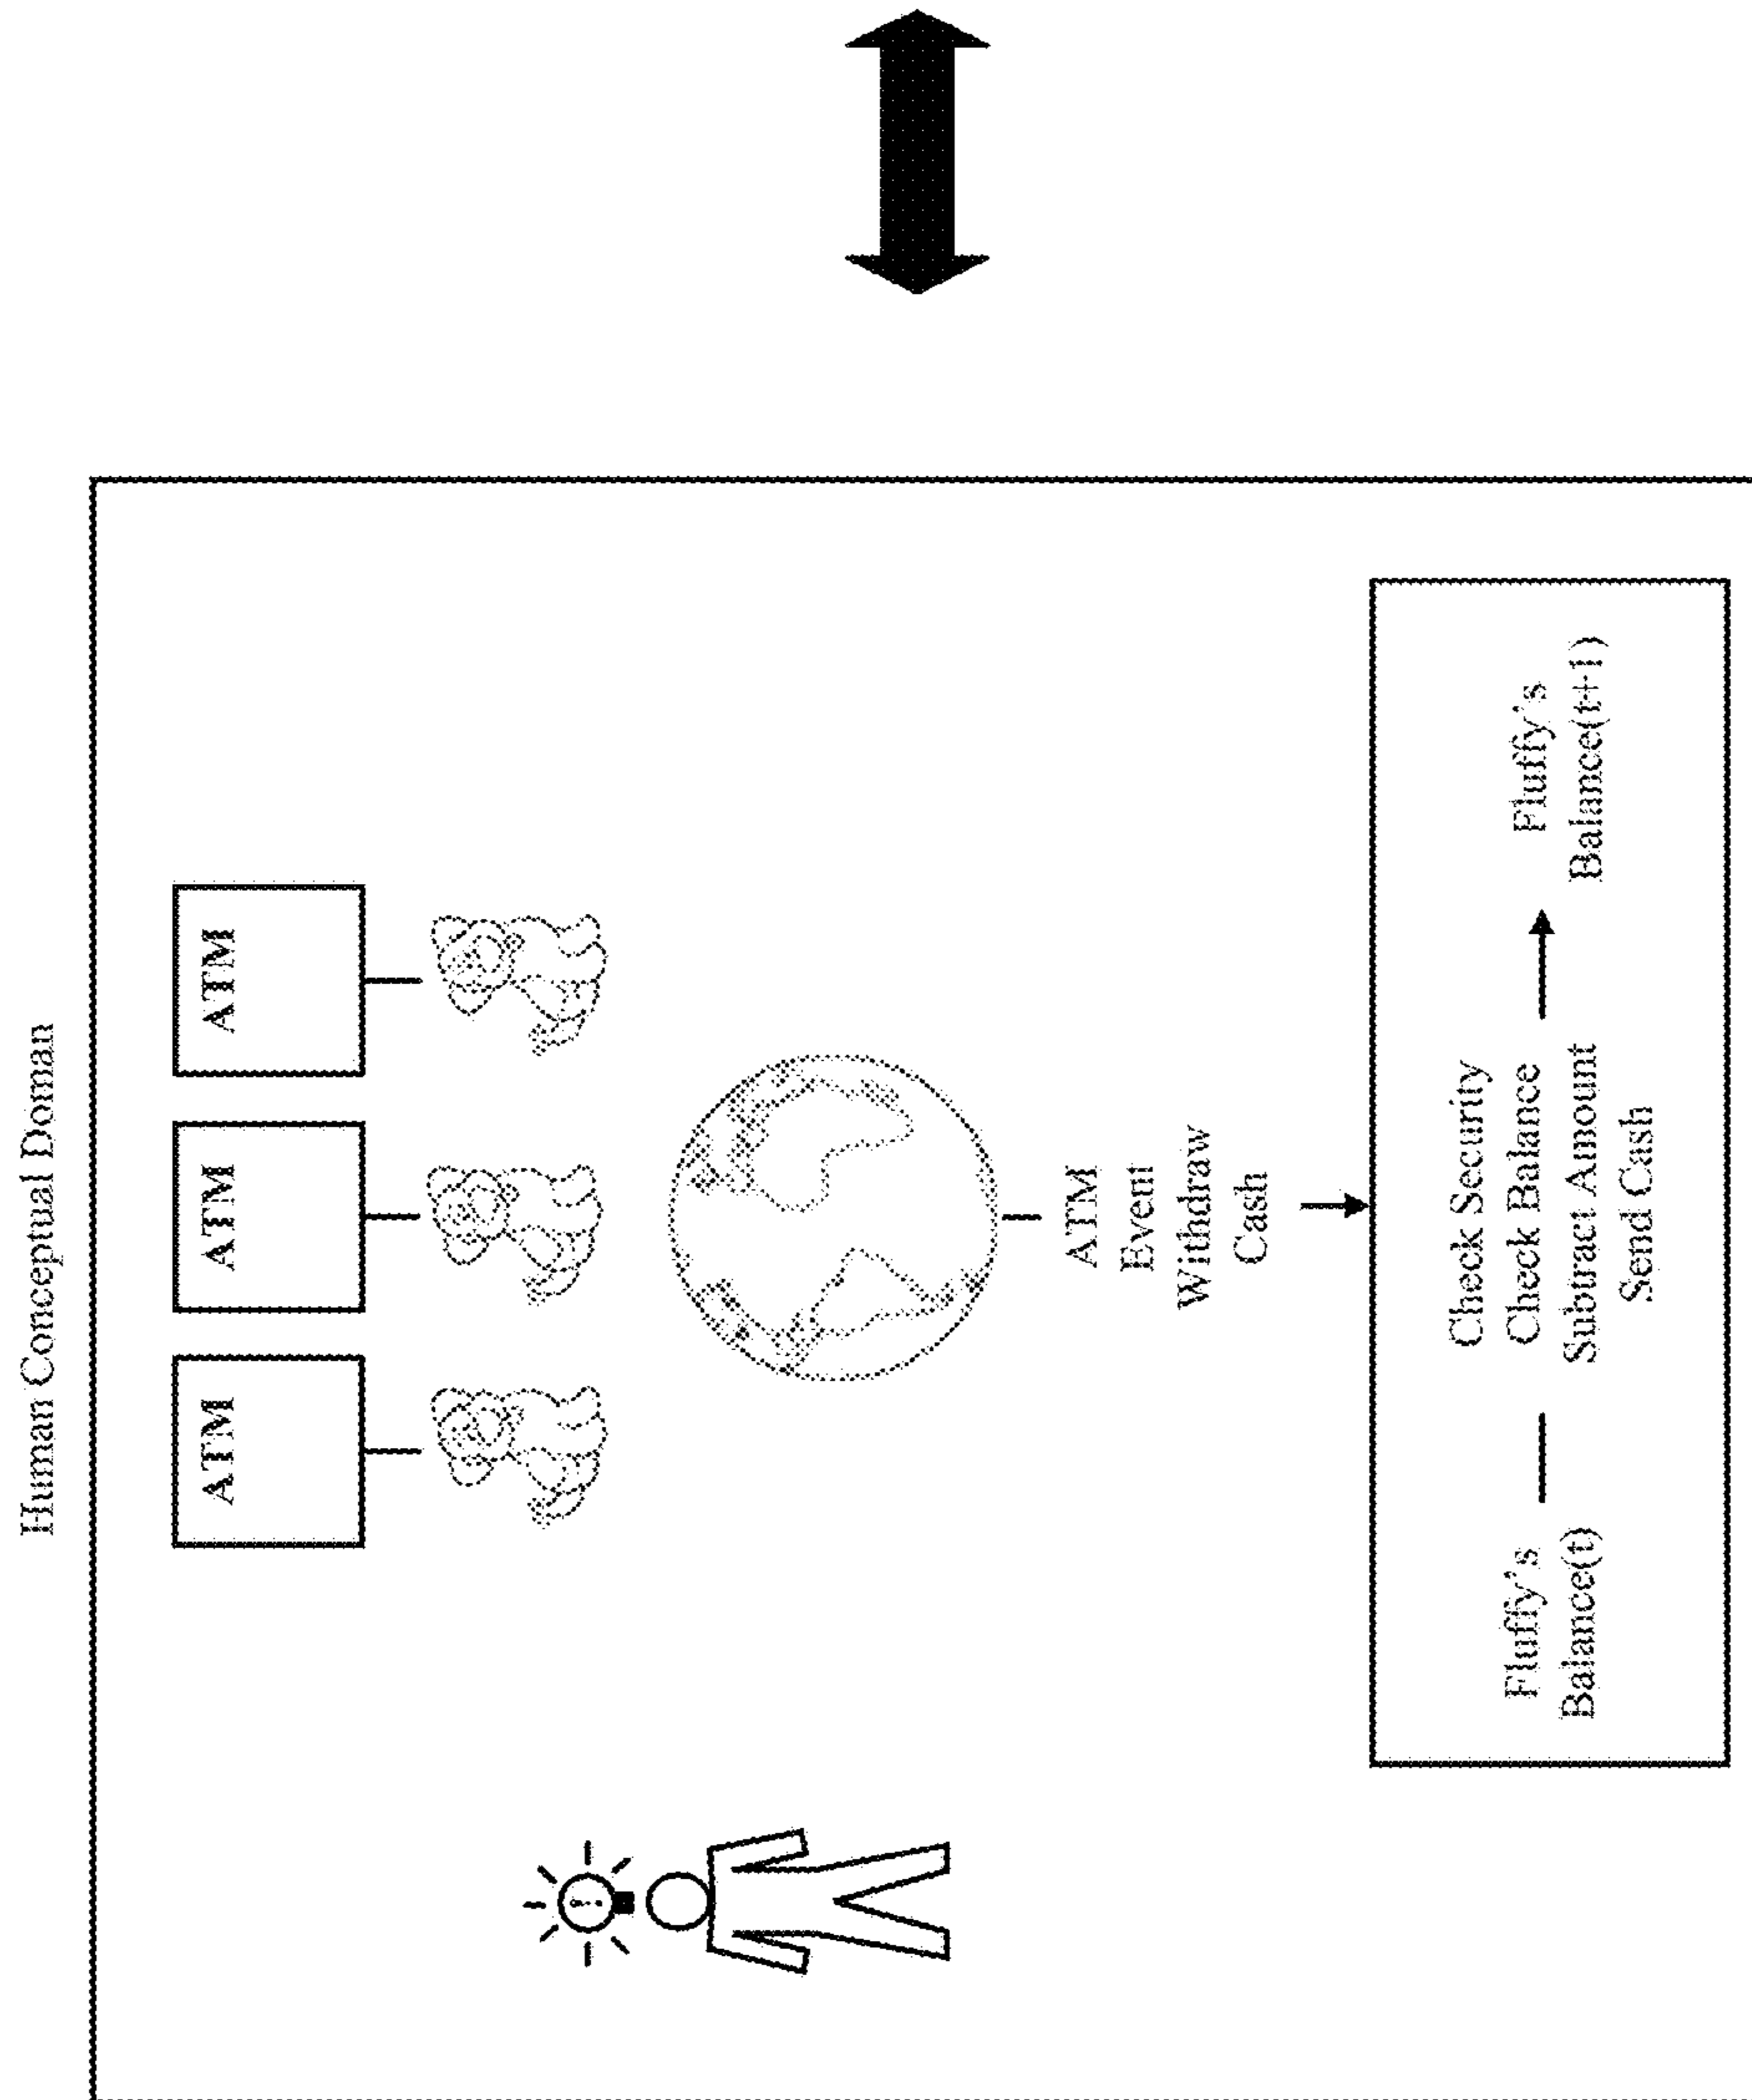 Human Conceptual Doman
ATM
ATM
ATM
ATM
Event
Withdraw
Cash
Fluffy's
Balance(t)
Check Security
Check Balance
Subtract Amount
Send Cash
Fluffy's
Balance(t+1)